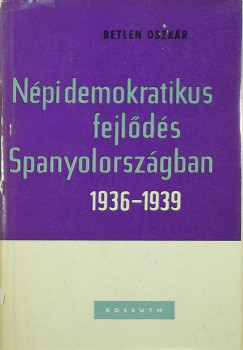 BETLEN OSZKÁR
Népi demokratikus
fejlődés
Spanyolországban
1936-1939
KOSSUTH